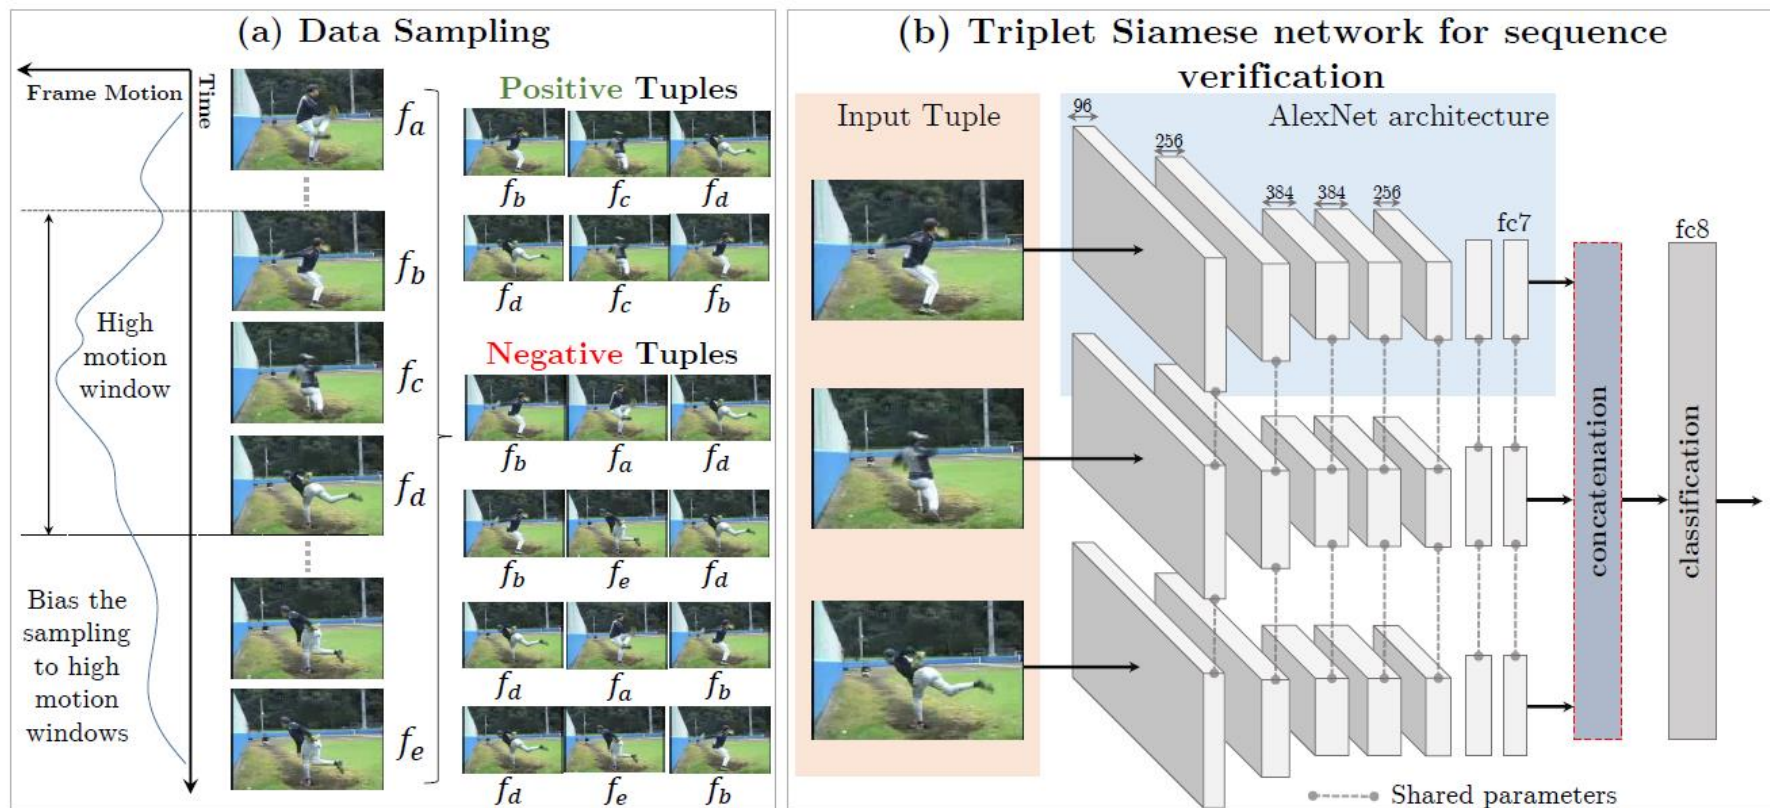 (a) Data Sampling
Frame Motion
Time
High
motion
window
Bias the
sampling
to high
motion
windows
f_a
f_b
f_c
f_d
f_e
Positive Tuples
f_b f_c f_d
f_d f_c f_b
Negative Tuples
f_b f_a f_d
f_b f_e f_d
f_d f_a f_b
f_d f_e f_b
(b) Triplet Siamese network for sequence
verification
Input Tuple
AlexNet architecture
96
256
384
384
256
fc7
fc8
concatenation
classification
Shared parameters